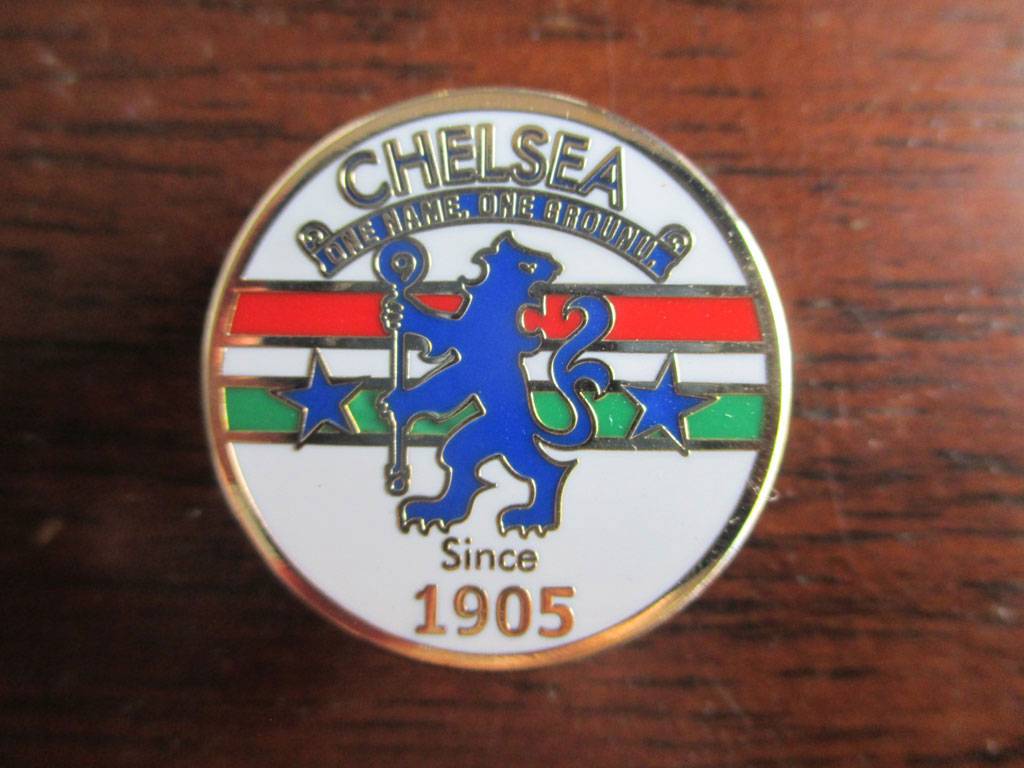 CHELSEA
ONE NAME. ONE GROUND.
Since
1905